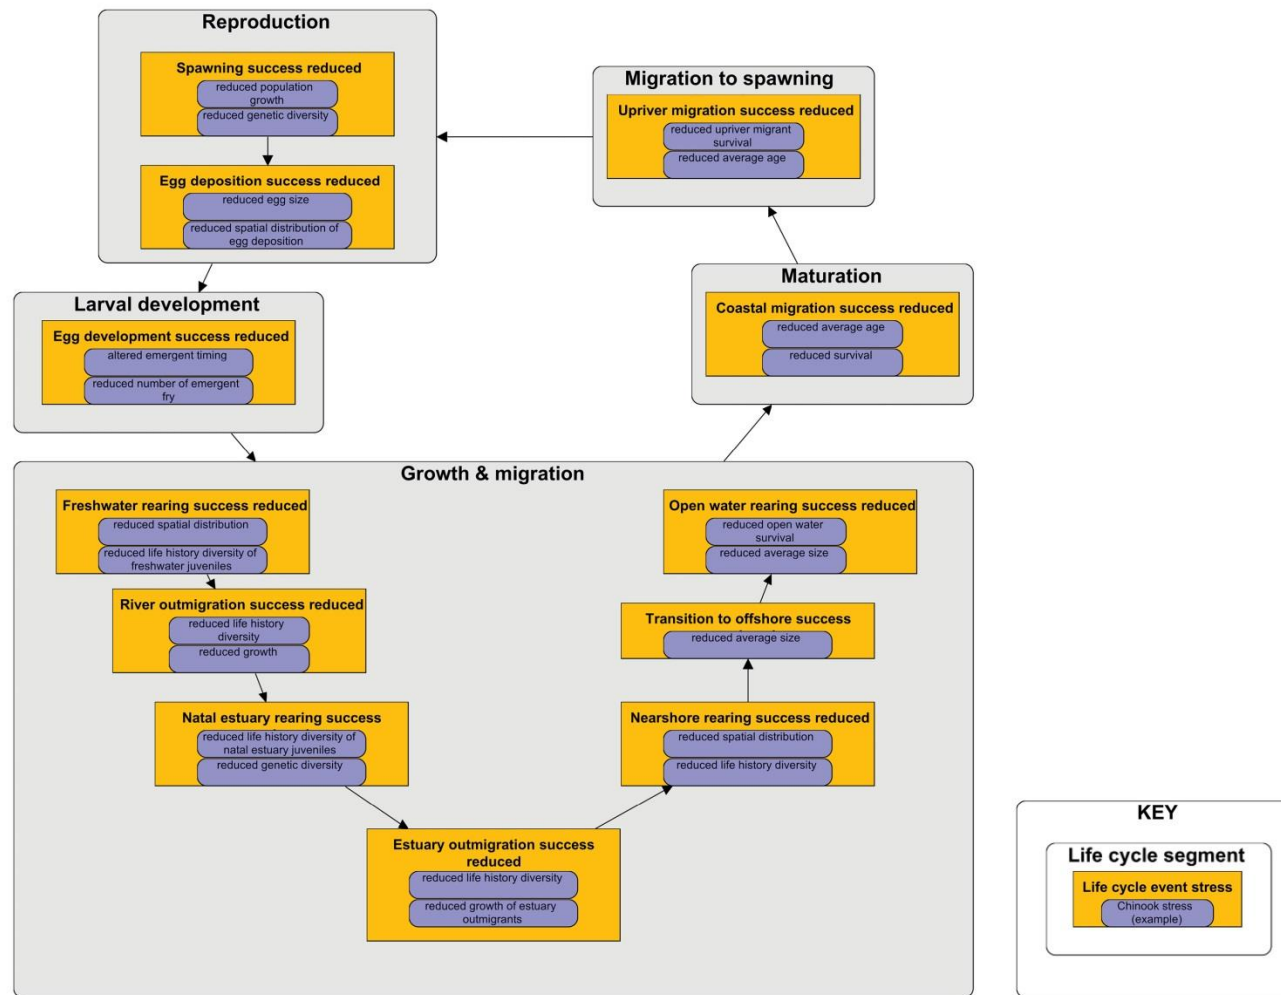 Reproduction
Spawning success reduced
reduced population
growth
reduced genetic diversity
Egg deposition success reduced
reduced egg size
reduced spatial distribution of
egg deposition
Migration to spawning
Upriver migration success reduced
reduced upriver migrant
survival
reduced average age
Larval development
Egg development success reduced
altered emergent timing
reduced number of emergent
fry
Maturation
Coastal migration success reduced
reduced average age
reduced survival
Growth & migration
Freshwater rearing success reduced
reduced spatial distribution
reduced life history diversity of
freshwater juveniles
River outmigration success reduced
reduced life history
diversity
reduced growth
Natal estuary rearing success
reduced life history diversity of
natal estuary juveniles
reduced genetic diversity
Estuary outmigration success
reduced
reduced life history diversity
reduced growth of estuary
outmigrants
Nearshore rearing success reduced
reduced spatial distribution
reduced life history diversity
Transition to offshore success
reduced average size
Open water rearing success reduced
reduced open water
survival
reduced average size
KEY
Life cycle segment
Life cycle event stress
Chinook stress
(example)